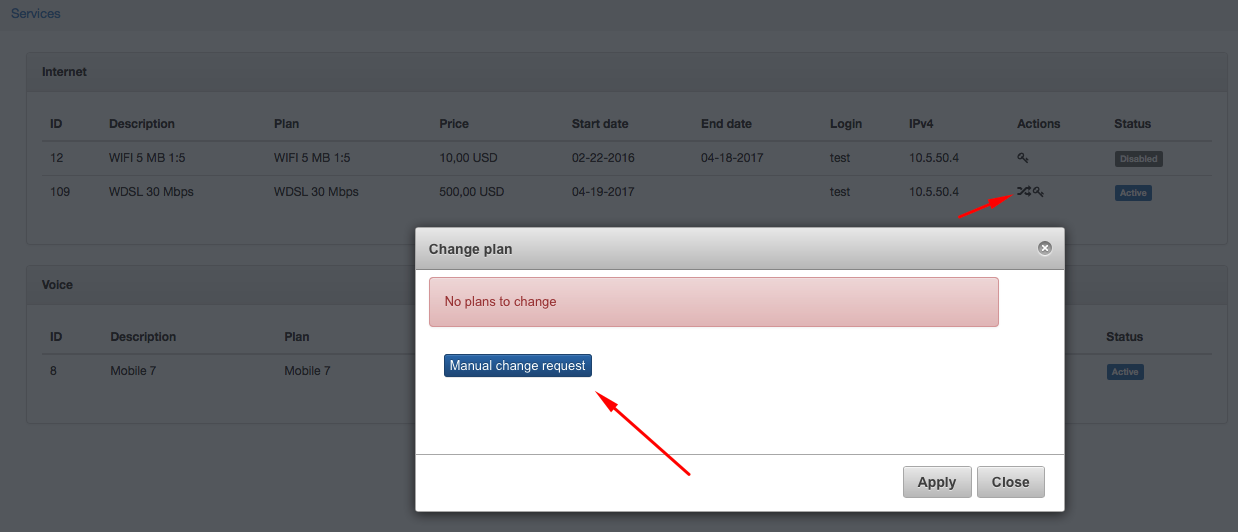 Services
Internet
ID Description Plan Price Start date End date Login IPv4 Actions Status
12 WIFI 5 MB 1:5 WIFI 5 MB 1:5 10,00 USD 02-22-2016 04-18-2017 test 10.5.50.4 Disabled
109 WDSL 30 Mbps WDSL 30 Mbps 500,00 USD 04-19-2017 test 10.5.50.4 Active
Change plan
No plans to change
Manual change request
Apply Close
Voice
ID Description Plan Status
8 Mobile 7 Mobile 7 Active